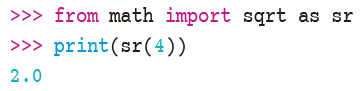 >>> from math import sqrt as sr
>>> print(sr(4))
2.0